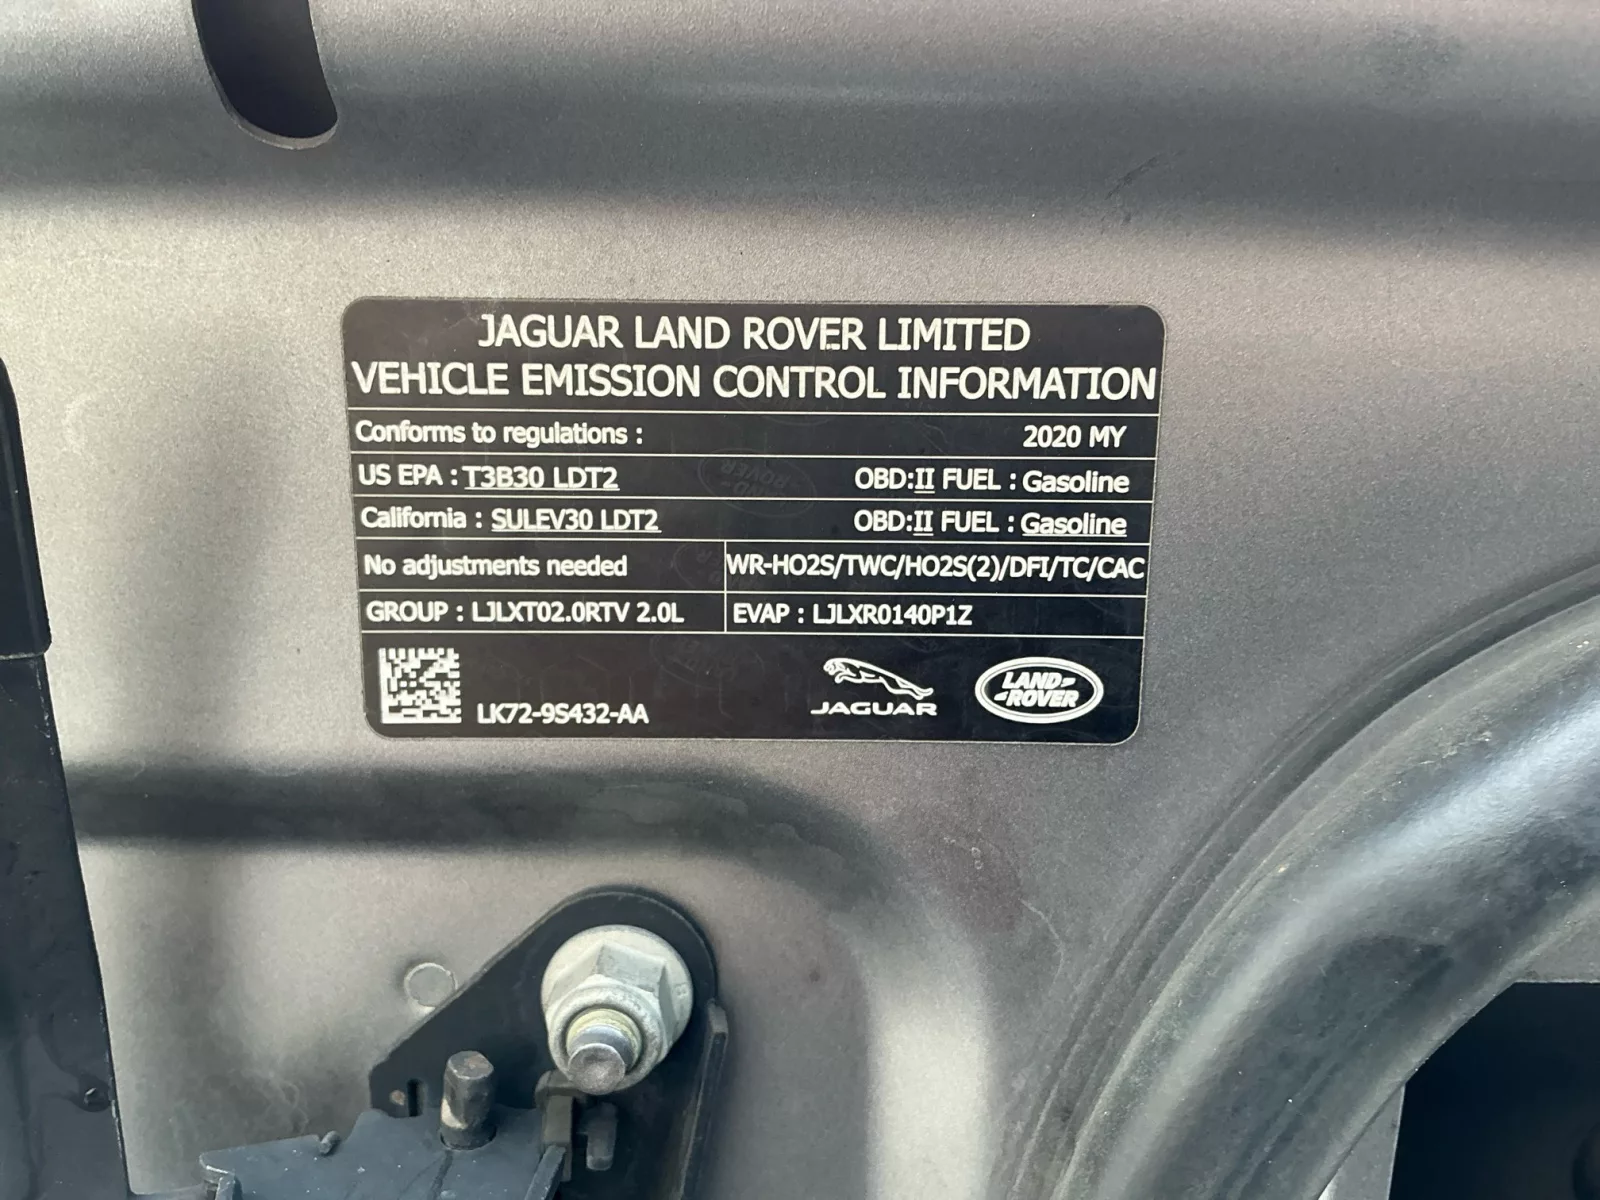 JAGUAR LAND ROVER LIMITED
VEHICLE EMISSION CONTROL INFORMATION
Conforms to regulations : 2020 MY
US EPA : T3B30 LDT2 OBD:II FUEL : Gasoline
California : SULEV30 LDT2 OBD:II FUEL : Gasoline
No adjustments needed WR-HO2S/TWC/HO2S(2)/DFI/TC/CAC
GROUP : LJLXT02.0RTV 2.0L EVAP : LJLXR0140P1Z
LK72-9S432-AA
JAGUAR
LAND-
-ROVER